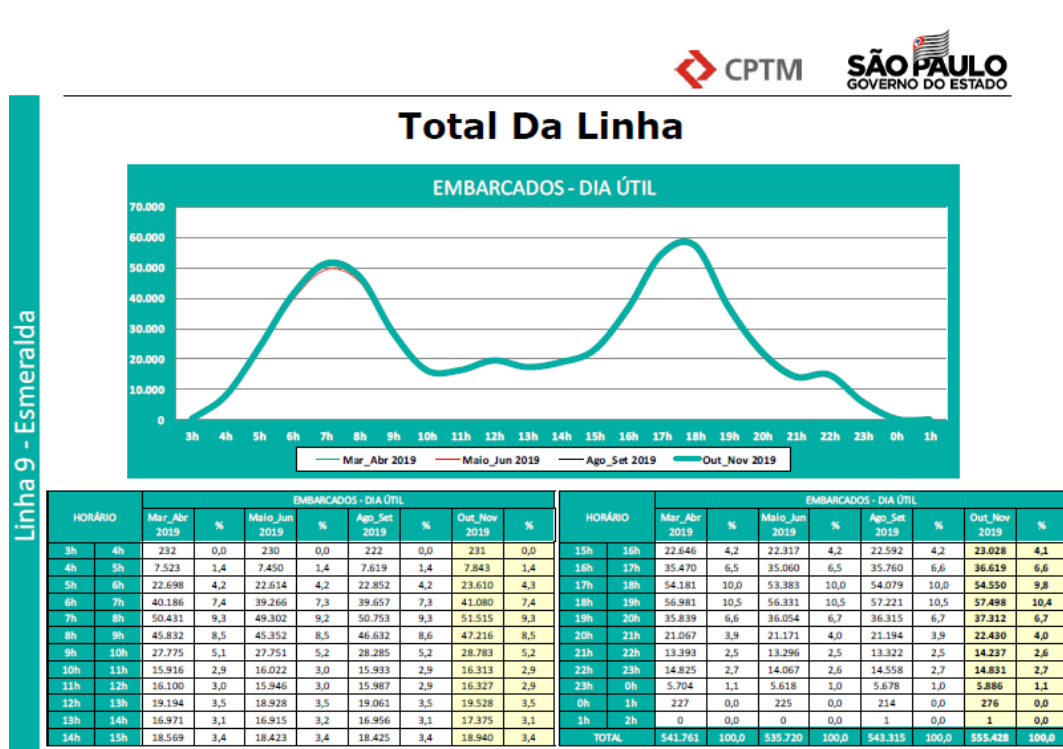 CPTM
SÃO PAULO
GOVERNO DO ESTADO
Linha 9 - Esmeralda
Total Da Linha
EMBARCADOS - DIA ÚTIL
70.000
60.000
50.000
40.000
30.000
20.000
10.000
0
3h 4h 5h 6h 7h 8h 9h 10h 11h 12h 13h 14h 15h 16h 17h 18h 19h 20h 21h 22h 23h 0h 1h
Mar_Abr 2019 Maio_Jun 2019 Ago_Set 2019 Out_Nov 2019
HORÁRIO EMBARCADOS - DIA ÚTIL
Mar_Abr 2019 % Maio_Jun 2019 % Ago_Set 2019 % Out_Nov 2019 %
3h 4h 232 0,0 230 0,0 222 0,0 231 0,0
4h 5h 7.523 1,4 7.450 1,4 7.619 1,4 7.843 1,4
5h 6h 22.698 4,2 22.614 4,2 22.852 4,2 23.610 4,3
6h 7h 40.186 7,4 39.266 7,3 39.657 7,3 41.080 7,4
7h 8h 50.431 9,3 49.302 9,2 50.753 9,3 51.515 9,3
8h 9h 45.832 8,5 45.352 8,5 46.632 8,6 47.216 8,5
9h 10h 27.775 5,1 27.751 5,2 28.285 5,2 28.783 5,2
10h 11h 15.916 2,9 16.022 3,0 15.933 2,9 16.313 2,9
11h 12h 16.100 3,0 15.946 3,0 15.987 2,9 16.327 2,9
12h 13h 19.194 3,5 18.928 3,5 19.061 3,5 19.528 3,5
13h 14h 16.971 3,1 16.915 3,2 16.956 3,1 17.375 3,1
14h 15h 18.569 3,4 18.423 3,4 18.425 3,4 18.940 3,4
HORÁRIO EMBARCADOS - DIA ÚTIL
Mar_Abr 2019 % Maio_Jun 2019 % Ago_Set 2019 % Out_Nov 2019 %
15h 16h 22.646 4,2 22.317 4,2 22.592 4,2 23.028 4,1
16h 17h 35.470 6,5 35.060 6,5 35.760 6,6 36.619 6,6
17h 18h 54.181 10,0 53.383 10,0 54.079 10,0 54.550 9,8
18h 19h 56.981 10,5 56.331 10,5 57.221 10,5 57.498 10,4
19h 20h 35.839 6,6 36.054 6,7 36.315 6,7 37.312 6,7
20h 21h 21.067 3,9 21.171 4,0 21.194 3,9 22.430 4,0
21h 22h 13.393 2,5 13.296 2,5 13.322 2,5 14.237 2,6
22h 23h 14.825 2,7 14.067 2,6 14.558 2,7 14.831 2,7
23h 0h 5.704 1,1 5.618 1,0 5.678 1,0 5.886 1,1
0h 1h 227 0,0 225 0,0 214 0,0 276 0,0
1h 2h 0 0,0 0 0,0 1 0,0 1 0,0
TOTAL 541.761 100,0 535.720 100,0 543.315 100,0 555.428 100,0